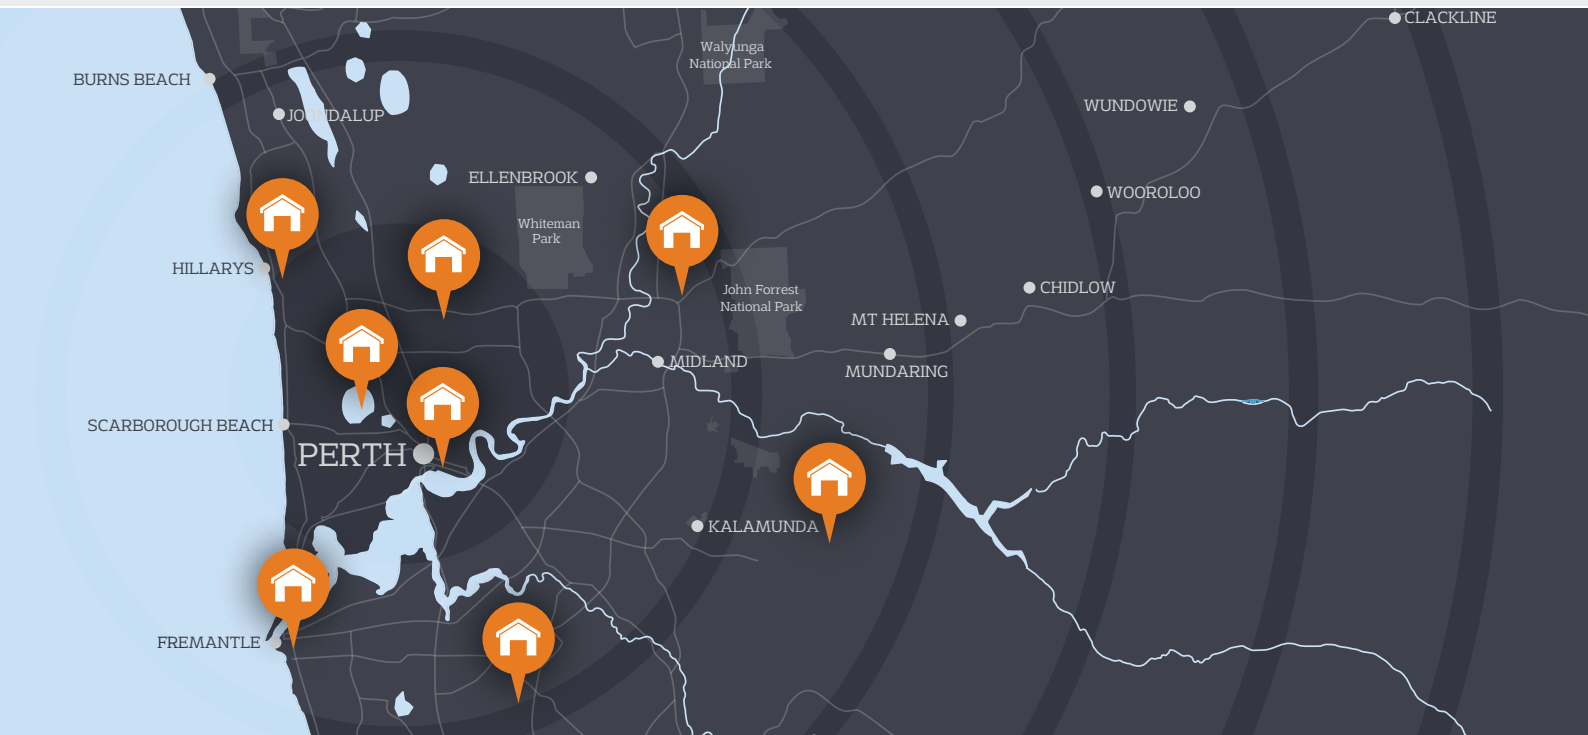 CLACKLINE
Walyunga
National Park
BURNS BEACH
WUNDOWIE
JOONDALUP
ELLENBROOK
WOOROLOO
Whiteman
Park
HILLARYS
CHIDLOW
John Forrest
National Park
MT HELENA
MIDLAND
MUNDARING
SCARBOROUGH BEACH
PERTH
KALAMUNDA
FREMANTLE